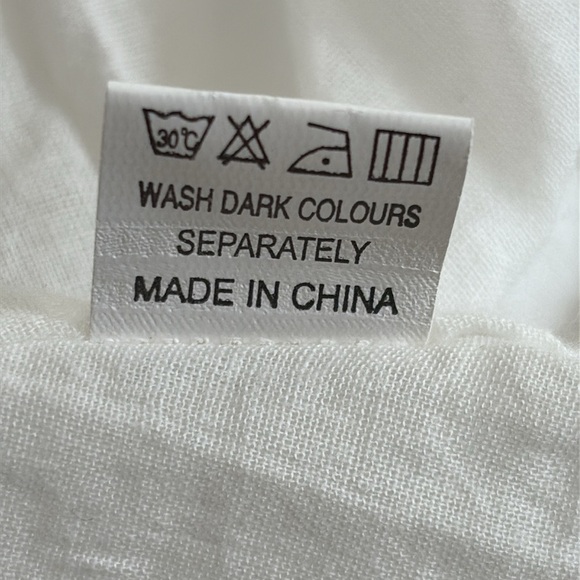 30°C
WASH DARK COLOURS
SEPARATELY
MADE IN CHINA